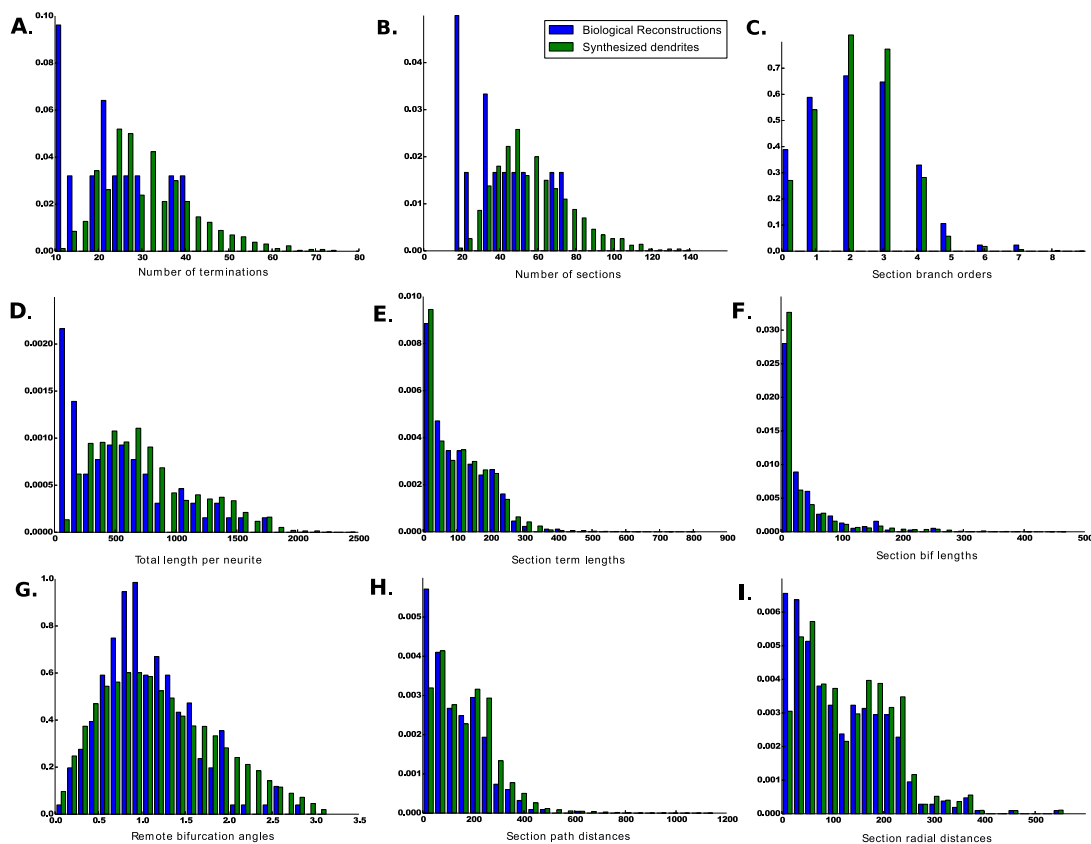 A.
0.10
0.08
0.06
0.04
0.02
0.00
10 20 30 40 50 60 70 80
Number of terminations
B.
Biological Reconstructions
Synthesized dendrites
0.04
0.03
0.02
0.01
0.00
0 20 40 60 80 100 120 140
Number of sections
C.
0.7
0.6
0.5
0.4
0.3
0.2
0.1
0.0
0 1 2 3 4 5 6 7 8
Section branch orders
D.
0.0020
0.0015
0.0010
0.0005
0.0000
0 500 1000 1500 2000 2500
Total length per neurite
E.
0.010
0.008
0.006
0.004
0.002
0.000
0 100 200 300 400 500 600 700 800 900
Section term lengths
F.
0.030
0.025
0.020
0.015
0.010
0.005
0.000
0 100 200 300 400 500
Section bif lengths
G.
1.0
0.8
0.6
0.4
0.2
0.0
0.0 0.5 1.0 1.5 2.0 2.5 3.0 3.5
Remote bifurcation angles
H.
0.005
0.004
0.003
0.002
0.001
0.000
0 200 400 600 800 1000 1200
Section path distances
I.
0.006
0.005
0.004
0.003
0.002
0.001
0.000
0 100 200 300 400 500
Section radial distances